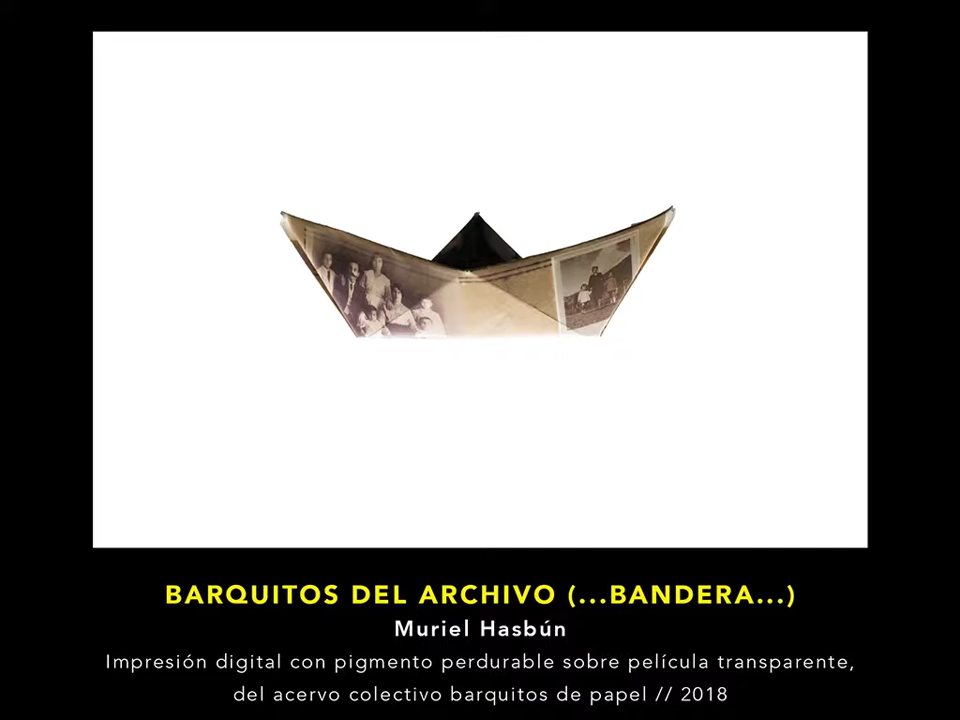 BARQUITOS DEL ARCHIVO (...BANDERA...)
Muriel Hasbún
Impresión digital con pigmento perdurable sobre película transparente,
del acervo colectivo barquitos de papel // 2018